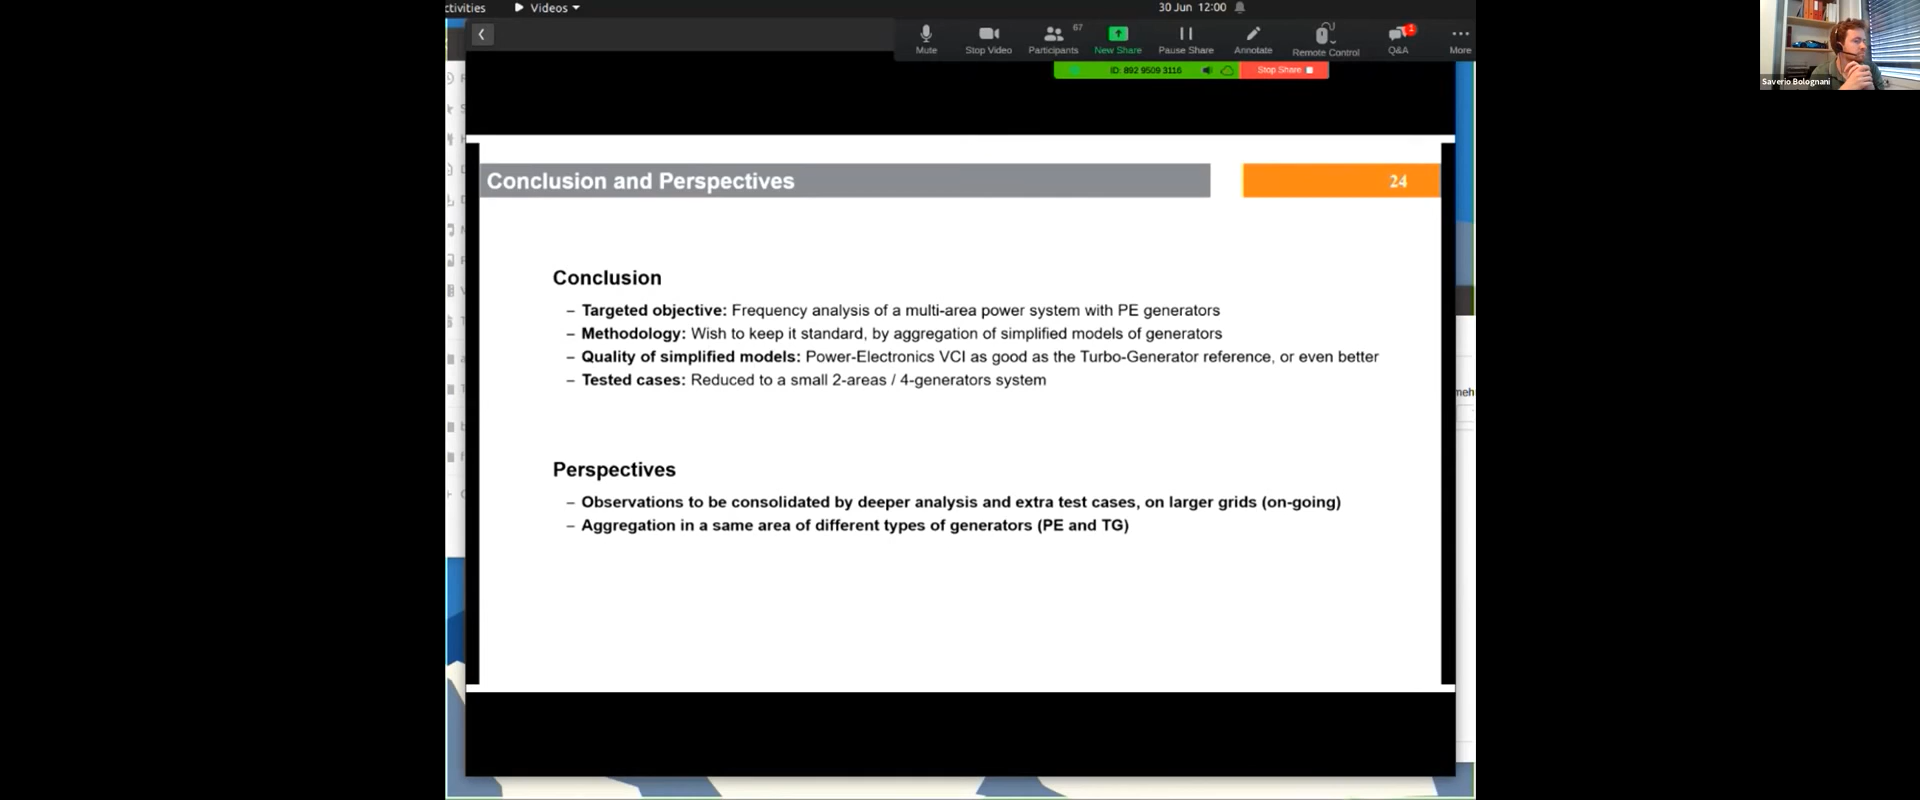 ctivities
Videos
30 Jun 12:00
Mute
Stop Video
Participants
67
New Share
Pause Share
Annotate
Remote Control
Q&A
1
More
ID: 892 9509 3116
Stop Share
Saverio Bolognani
Conclusion and Perspectives
24
Conclusion
– Targeted objective: Frequency analysis of a multi-area power system with PE generators
– Methodology: Wish to keep it standard, by aggregation of simplified models of generators
– Quality of simplified models: Power-Electronics VCI as good as the Turbo-Generator reference, or even better
– Tested cases: Reduced to a small 2-areas / 4-generators system
meh
Perspectives
– Observations to be consolidated by deeper analysis and extra test cases, on larger grids (on-going)
– Aggregation in a same area of different types of generators (PE and TG)